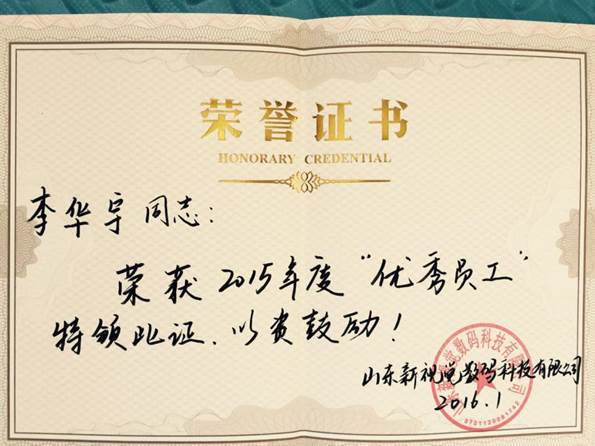 荣誉证书
HONORARY CREDENTIAL
李华宇同志：
荣获2015年度“优秀员工”
特领此证、以资鼓励！
山东新视觉数码科技有限公司
2016.1